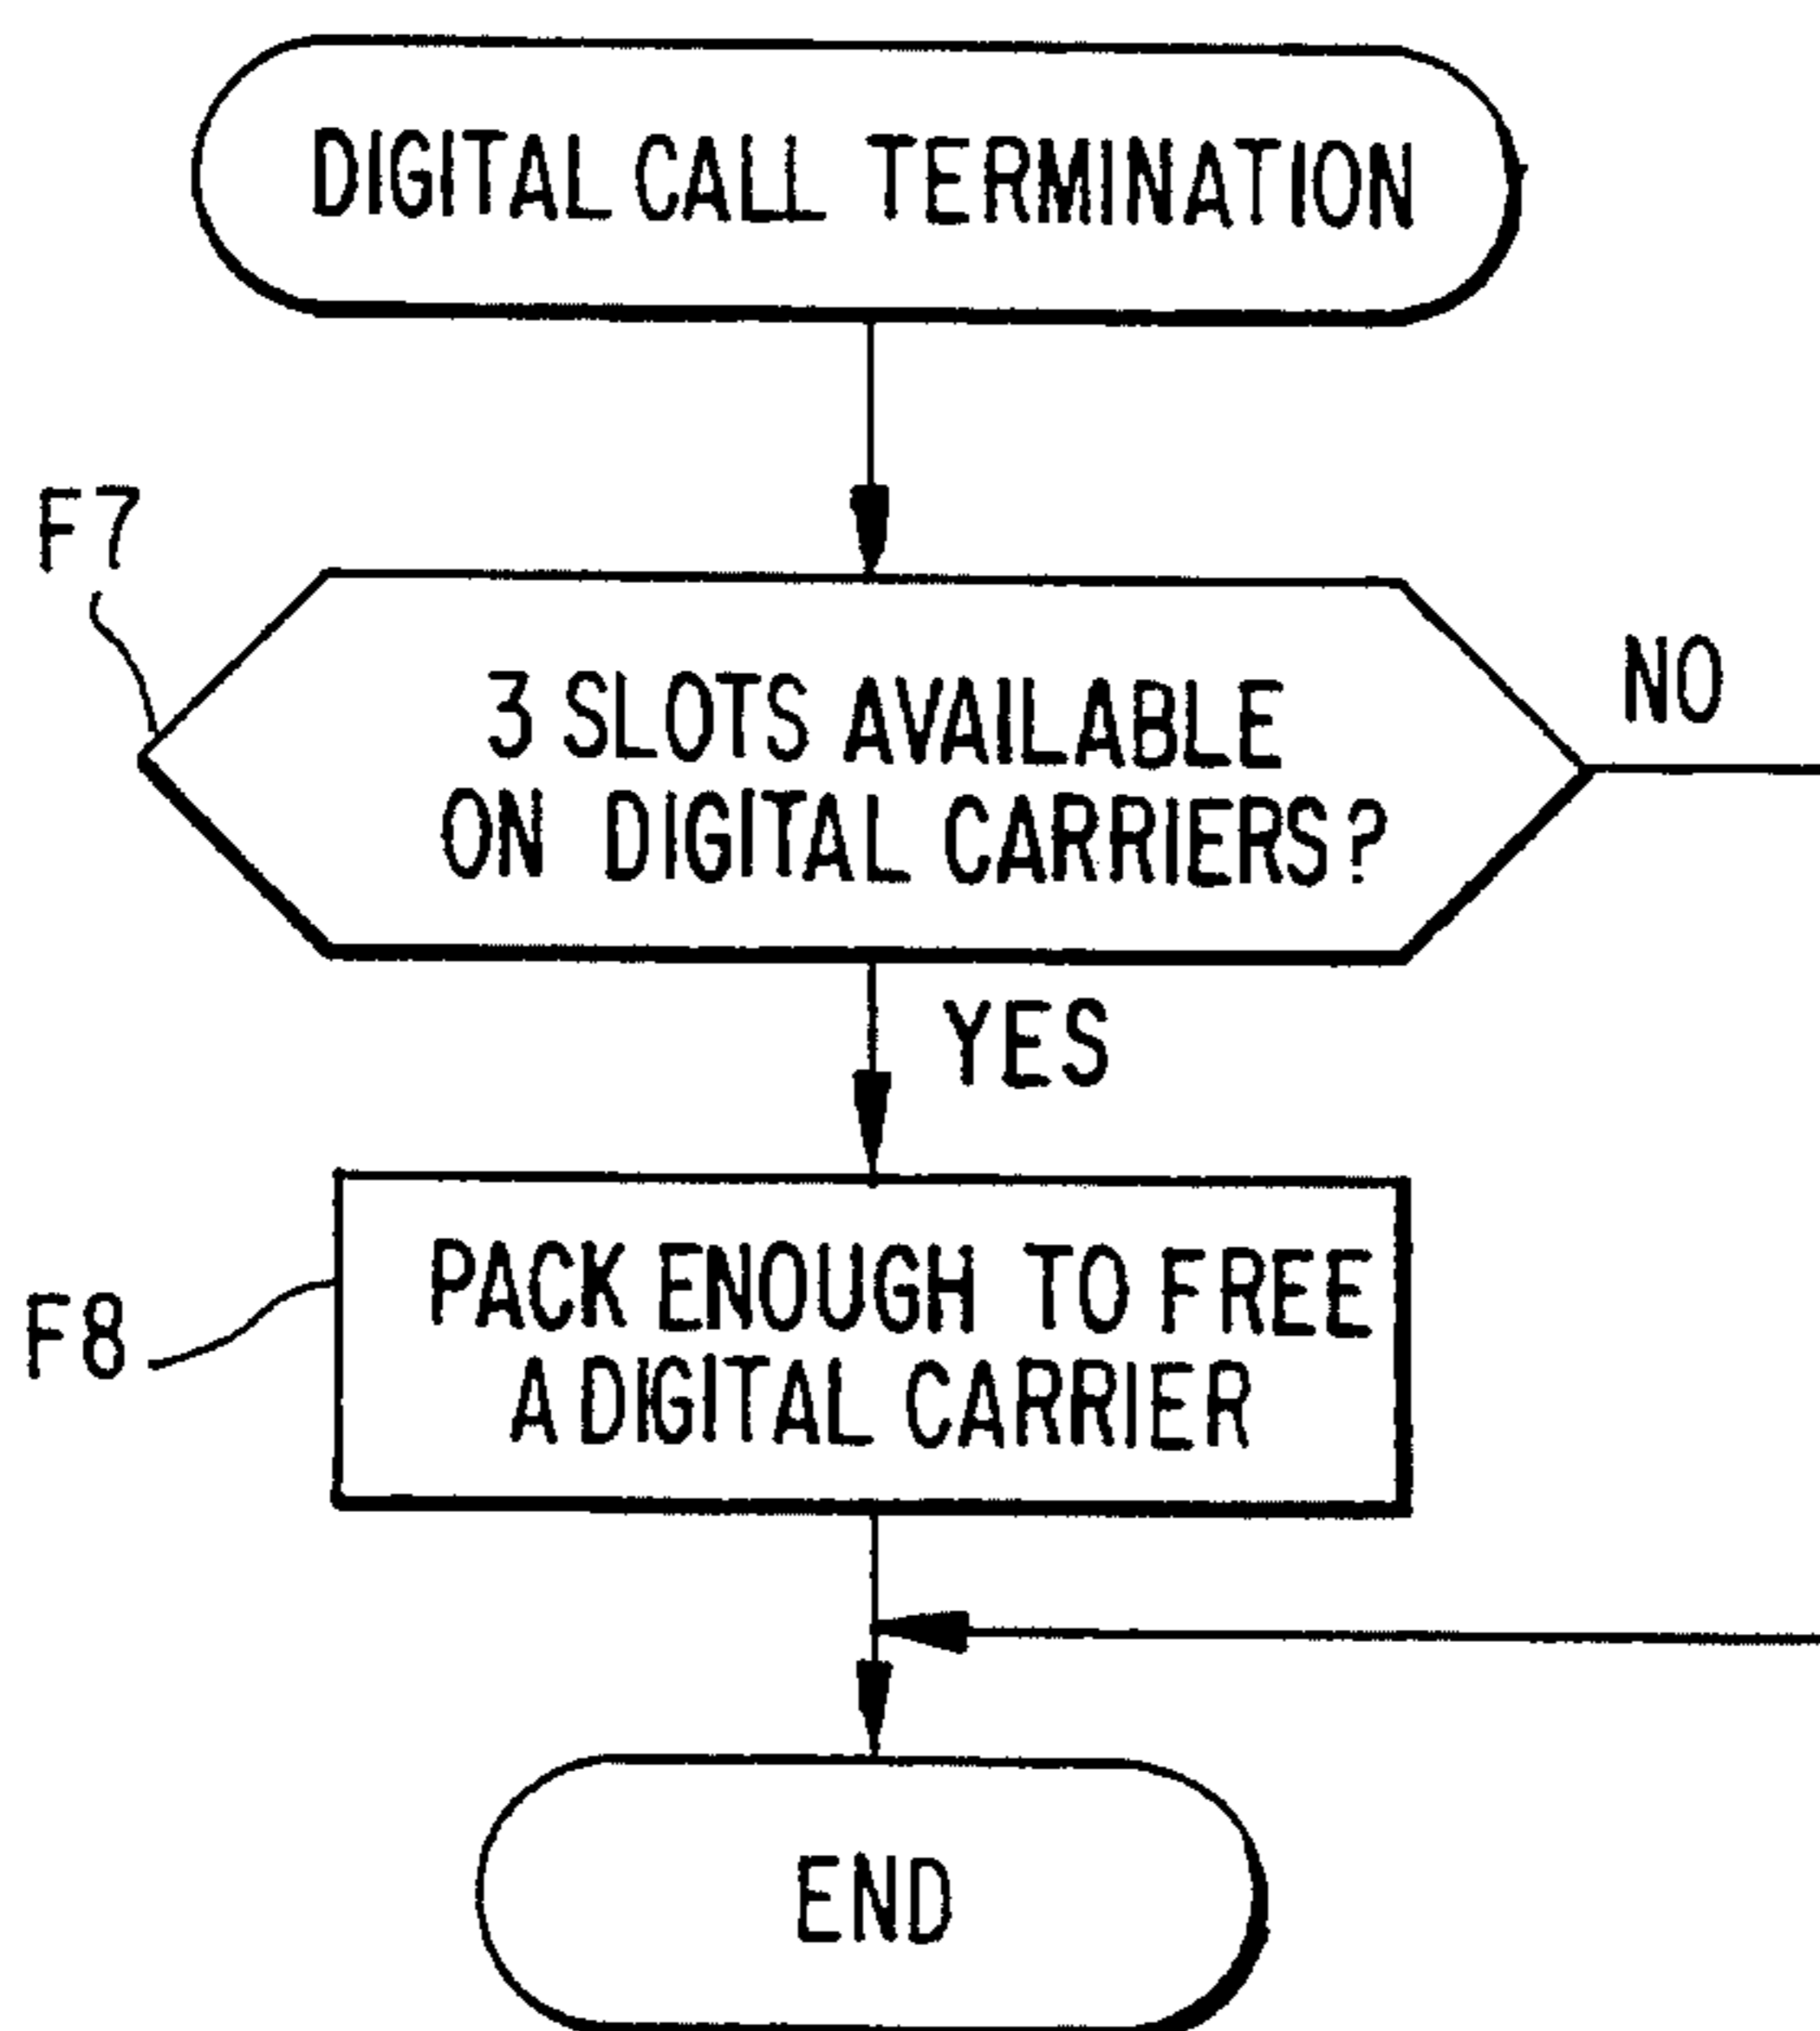 DIGITAL CALL TERMINATION
F7
3 SLOTS AVAILABLE
ON DIGITAL CARRIERS?
NO
YES
PACK ENOUGH TO FREE
A DIGITAL CARRIER
F8
END